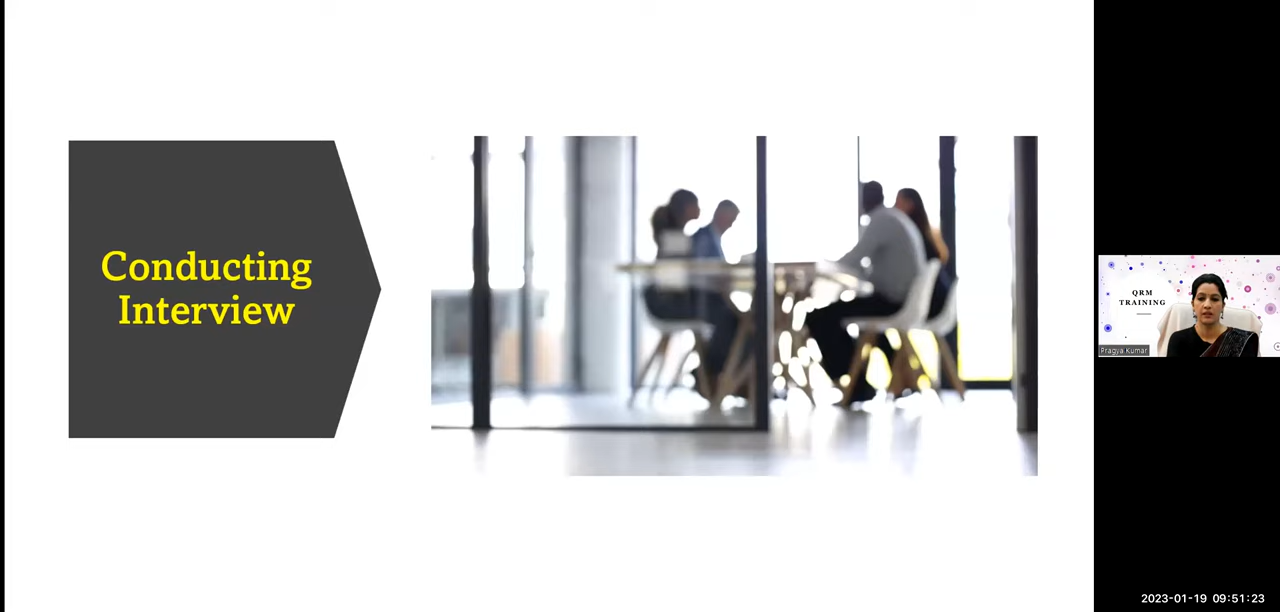 Conducting
Interview
QRM
TRAINING
Pragya Kumar
2023-01-19 09:51:23